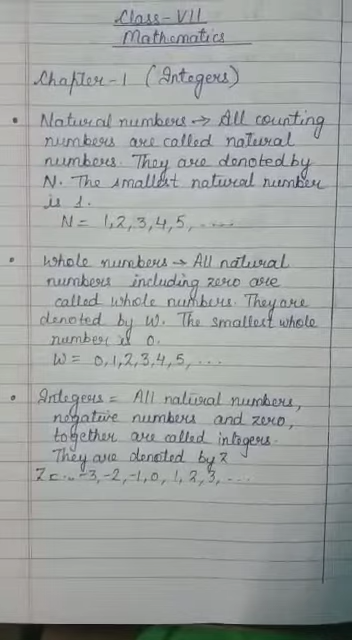 Class-VII
Mathematics
Chapter-1 (Integers)
• Natural numbers → All counting
numbers are called natural
numbers. They are denoted by
N. The smallest natural number
is 1.
N = 1,2,3,4,5, .....
• Whole numbers → All natural
numbers including zero are
called whole numbers. They are
denoted by W. The smallest whole
number is 0.
W = 0,1,2,3,4,5, ...
• Integers = All natural numbers,
negative numbers and zero,
together are called integers.
They are denoted by Z
Z = ... -3,-2,-1,0,1,2,3, ...